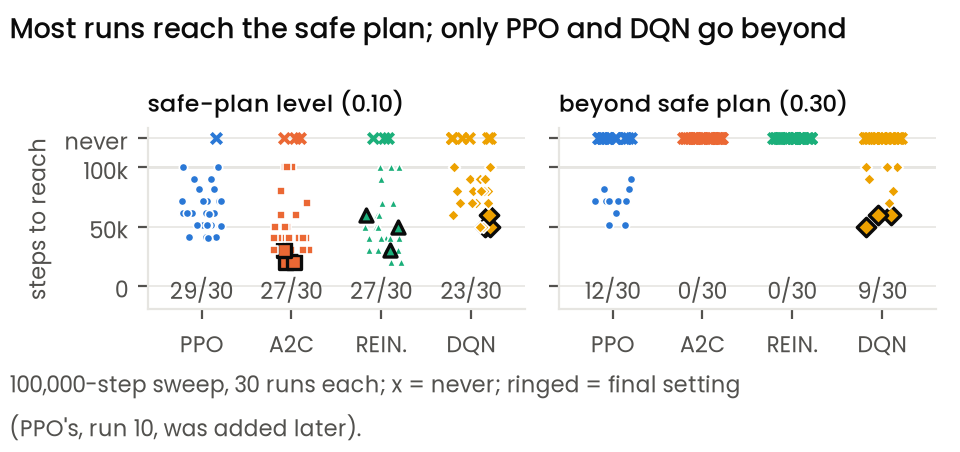 Most runs reach the safe plan; only PPO and DQN go beyond
safe-plan level (0.10)
beyond safe plan (0.30)
steps to reach
never
100k
50k
0
29/30 27/30 27/30 23/30
12/30 0/30 0/30 9/30
PPO A2C REIN. DQN
PPO A2C REIN. DQN
100,000-step sweep, 30 runs each; x = never; ringed = final setting
(PPO's, run 10, was added later).